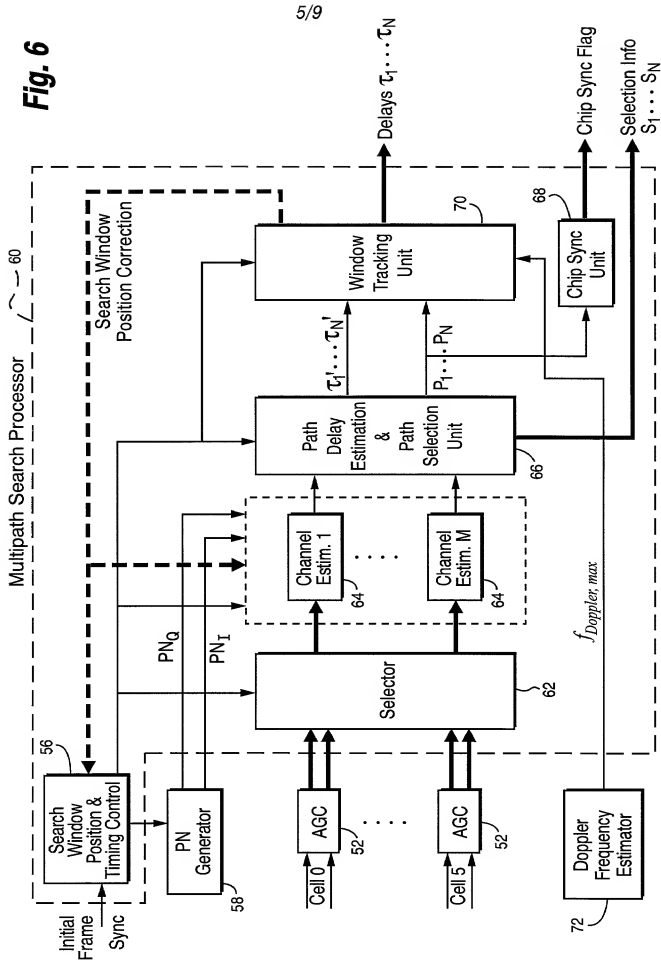 5/9
Fig. 6
Multipath Search Processor
60
Search Window
Position Correction
56
Search
Window
Position &
Timing Control
Initial
Frame
Sync
PN
Generator
58
PNQ
PNI
Cell 0
AGC
52
. . . .
Cell 5
AGC
52
Selector
62
Channel
Estim. 1
64
. . . .
Channel
Estim. M
64
Path
Delay
Estimation
&
Path
Selection
Unit
66
τ1'. . . . τN'
P1. . . . PN
Window
Tracking
Unit
70
Chip Sync
Unit
68
Delays τ1. . . τN
Chip Sync Flag
Selection Info
S1. . . . SN
Doppler
Frequency
Estimator
72
fDoppler, max